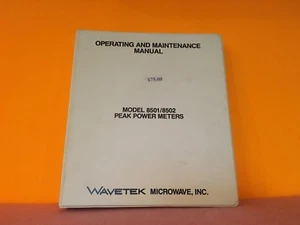 OPERATING AND MAINTENANCE
MANUAL
MODEL 8501/8502
PEAK POWER METERS
WAVETEK MICROWAVE, INC.